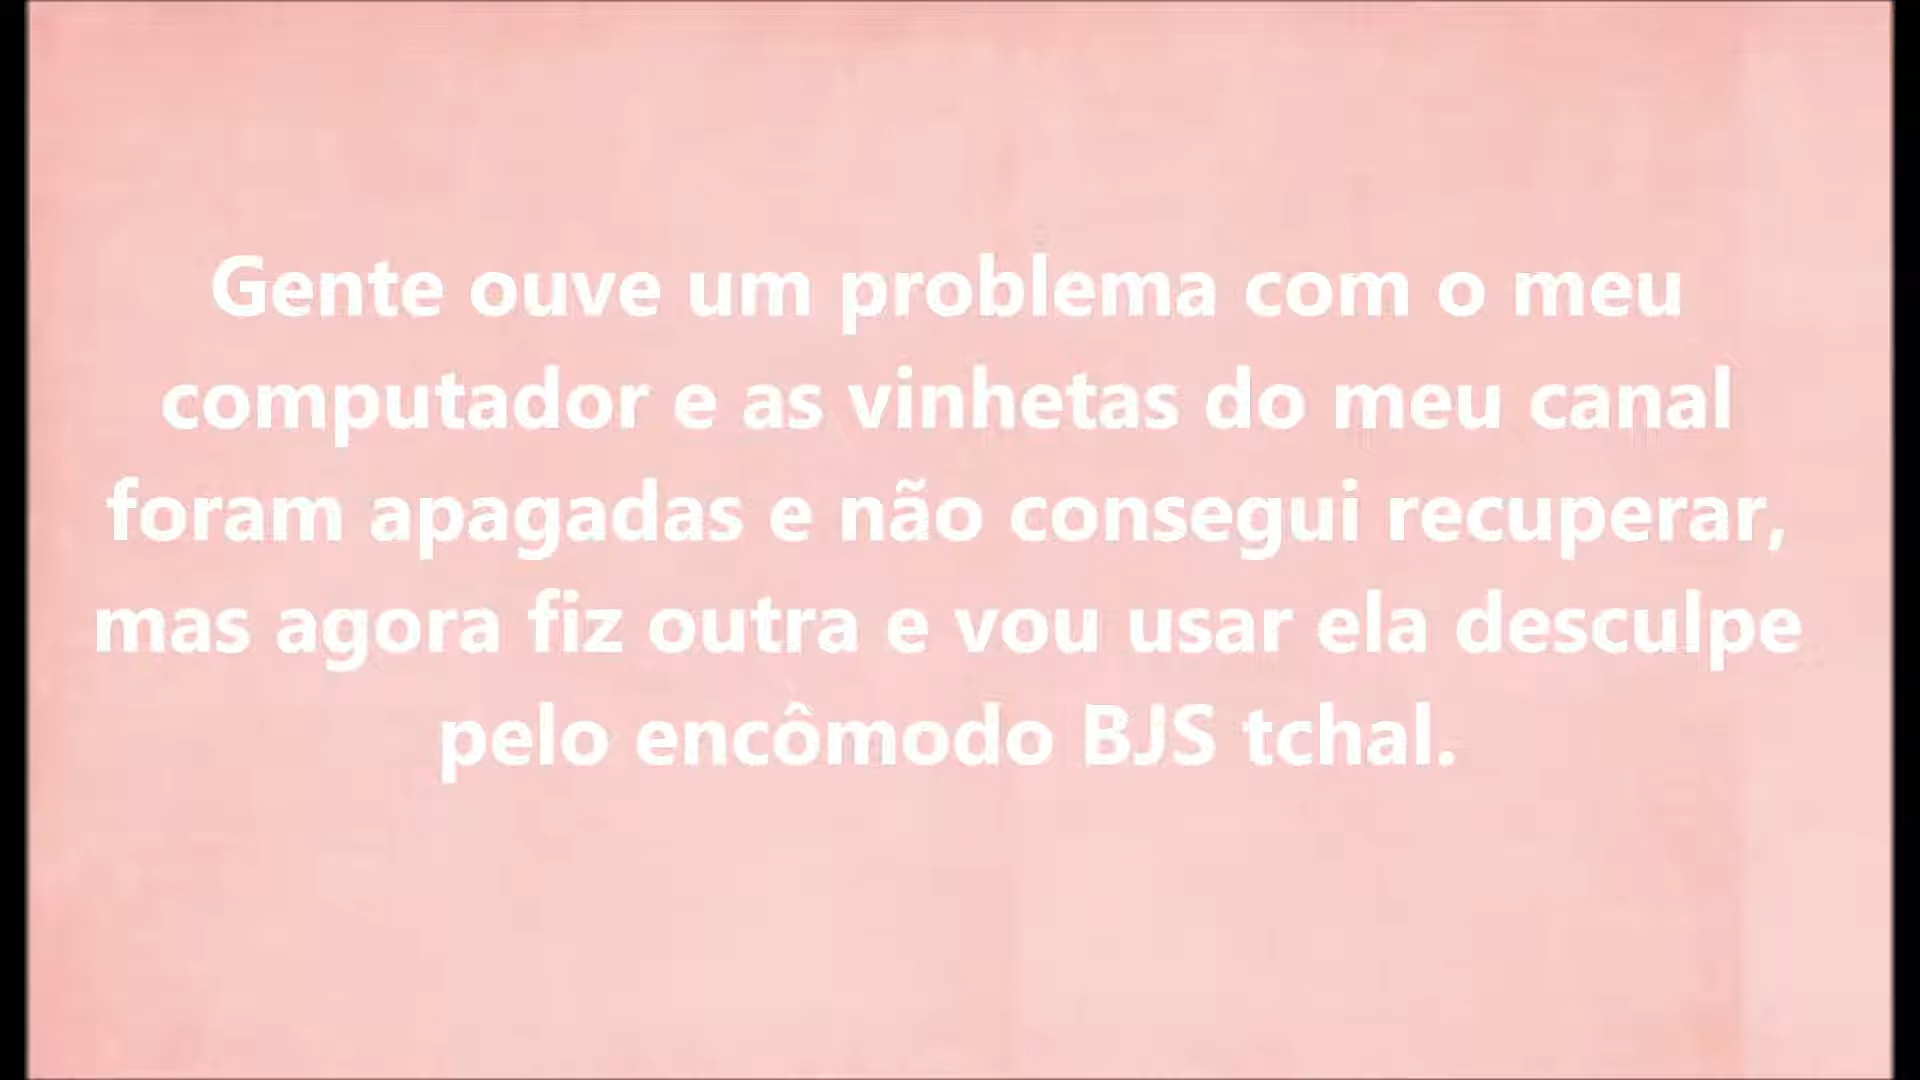 Gente ouve um problema com o meu
computador e as vinhetas do meu canal
foram apagadas e não consegui recuperar,
mas agora fiz outra e vou usar ela desculpe
pelo encômodo BJS tchal.